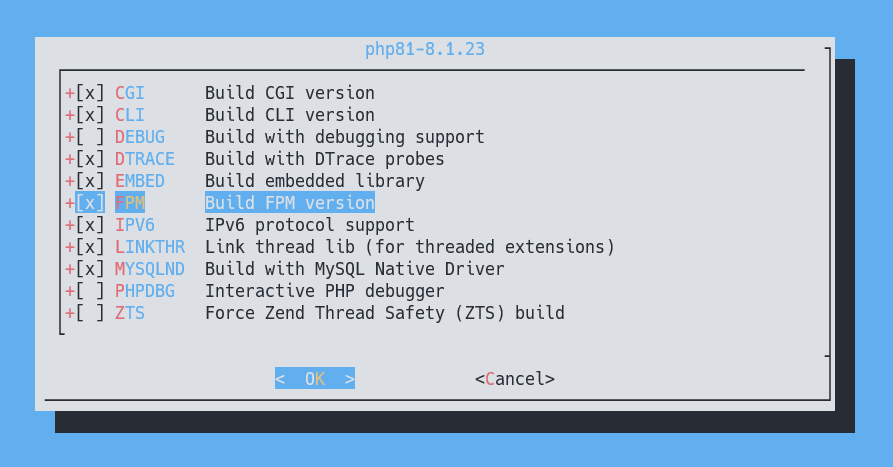 php81-8.1.23
+[x] CGI Build CGI version
+[x] CLI Build CLI version
+[ ] DEBUG Build with debugging support
+[x] DTRACE Build with DTrace probes
+[x] EMBED Build embedded library
+[x] FPM Build FPM version
+[x] IPV6 IPv6 protocol support
+[x] LINKTHR Link thread lib (for threaded extensions)
+[x] MYSQLND Build with MySQL Native Driver
+[ ] PHPDBG Interactive PHP debugger
+[ ] ZTS Force Zend Thread Safety (ZTS) build
< OK > <Cancel>